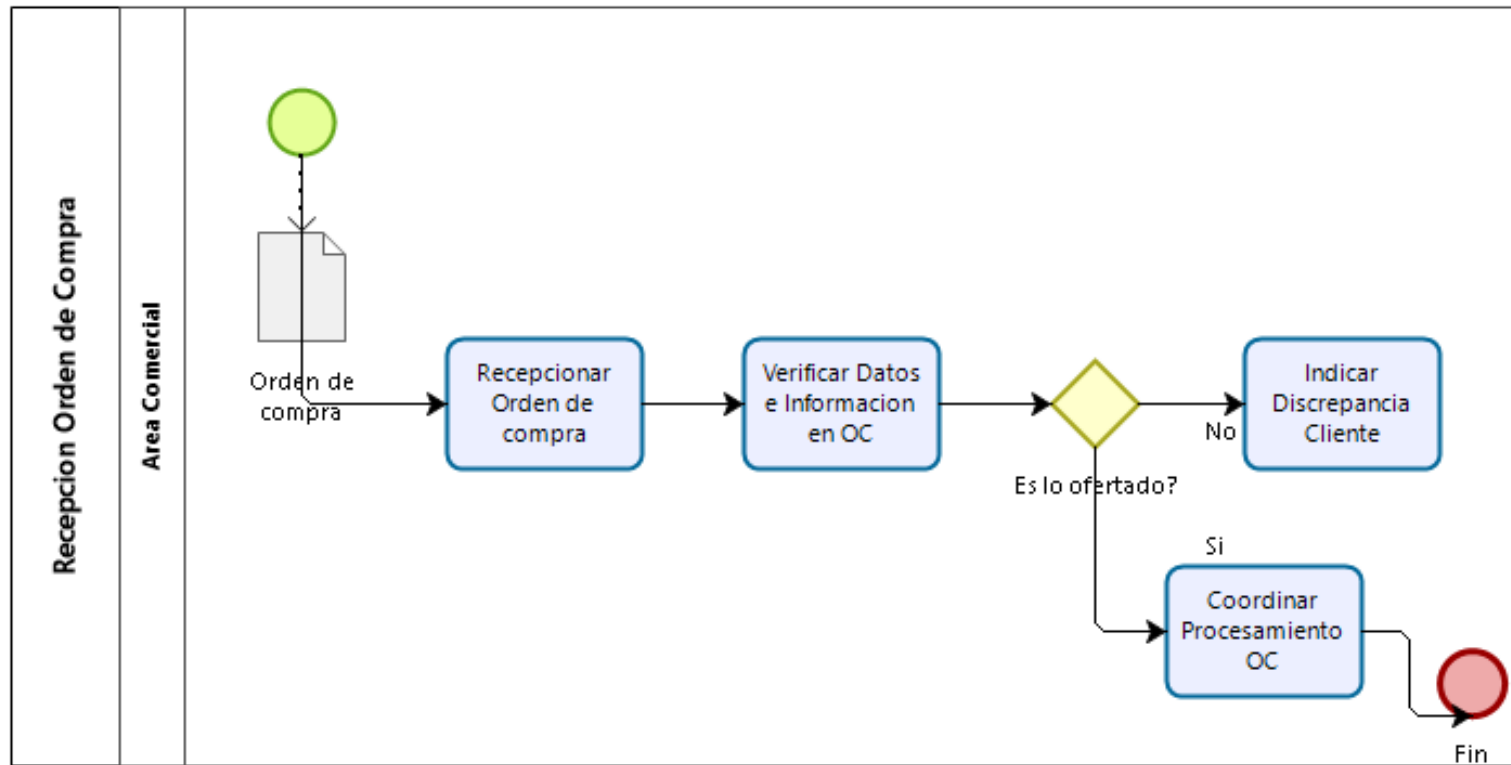 Recepcion Orden de Compra
Area Comercial
Orden de
compra
Recepcionar
Orden de
compra
Verificar Datos
e Informacion
en OC
Es lo ofertado?
No
Indicar
Discrepancia
Cliente
Si
Coordinar
Procesamiento
OC
Fin